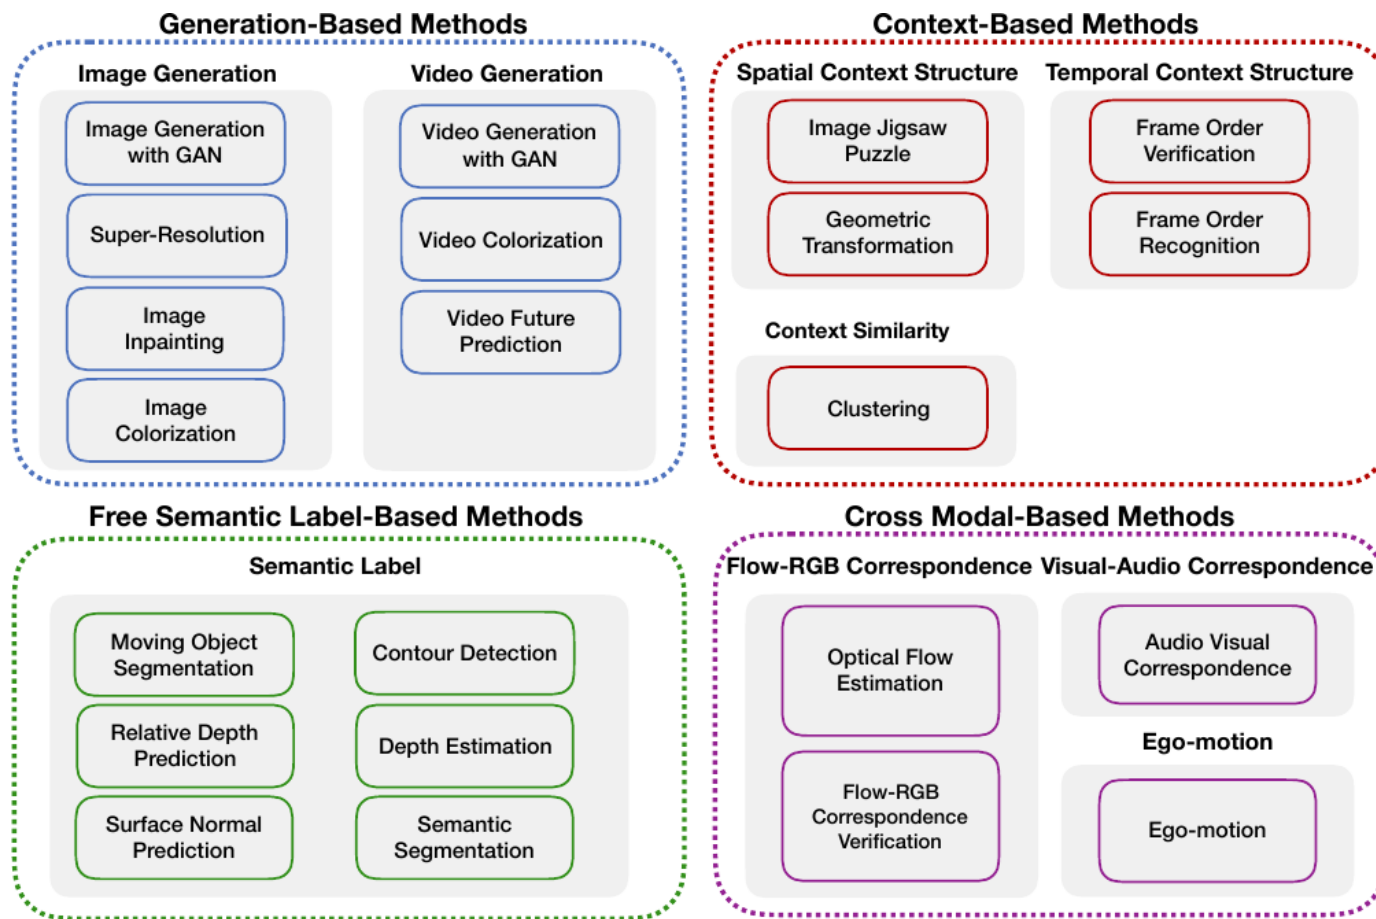 Generation-Based Methods
Image Generation
Image Generation
with GAN
Super-Resolution
Image
Inpainting
Image
Colorization
Video Generation
Video Generation
with GAN
Video Colorization
Video Future
Prediction
Context-Based Methods
Spatial Context Structure
Image Jigsaw
Puzzle
Geometric
Transformation
Temporal Context Structure
Frame Order
Verification
Frame Order
Recognition
Context Similarity
Clustering
Free Semantic Label-Based Methods
Semantic Label
Moving Object
Segmentation
Relative Depth
Prediction
Surface Normal
Prediction
Contour Detection
Depth Estimation
Semantic
Segmentation
Cross Modal-Based Methods
Flow-RGB Correspondence
Optical Flow
Estimation
Flow-RGB
Correspondence
Verification
Visual-Audio Correspondence
Audio Visual
Correspondence
Ego-motion
Ego-motion